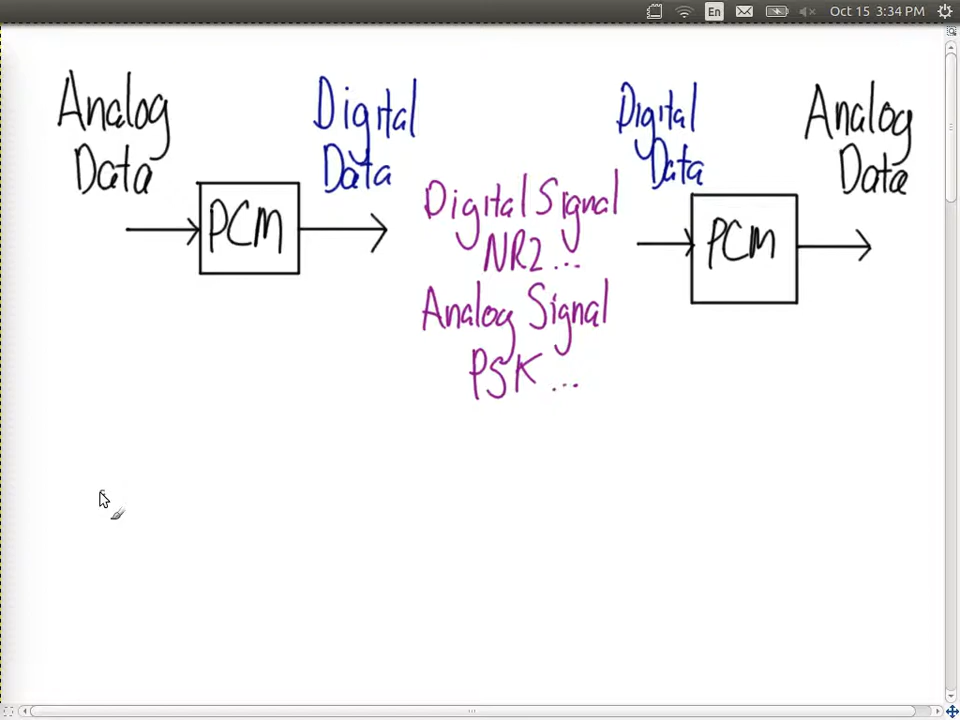 En Oct 15 3:34 PM
Analog
Data
Digital
Data
PCM
Digital Signal
NRZ ...
Analog Signal
PSK ...
Digital
Data
PCM
Analog
Data